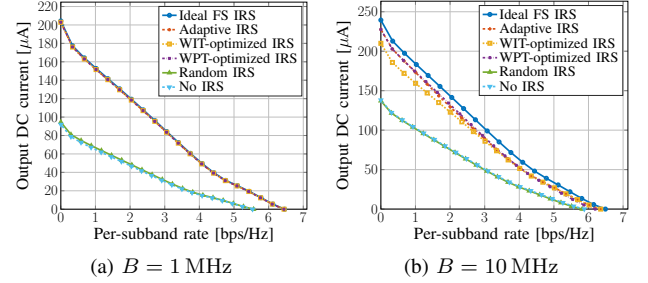 Output DC current [μA]
200
180
160
140
120
100
80
60
40
20
0
Ideal FS IRS
Adaptive IRS
WIT-optimized IRS
WPT-optimized IRS
Random IRS
No IRS
0 1 2 3 4 5 6 7
Per-subband rate [bps/Hz]
(a) B = 1 MHz
Output DC current [μA]
250
200
150
100
50
0
Ideal FS IRS
Adaptive IRS
WIT-optimized IRS
WPT-optimized IRS
Random IRS
No IRS
0 1 2 3 4 5 6 7
Per-subband rate [bps/Hz]
(b) B = 10 MHz